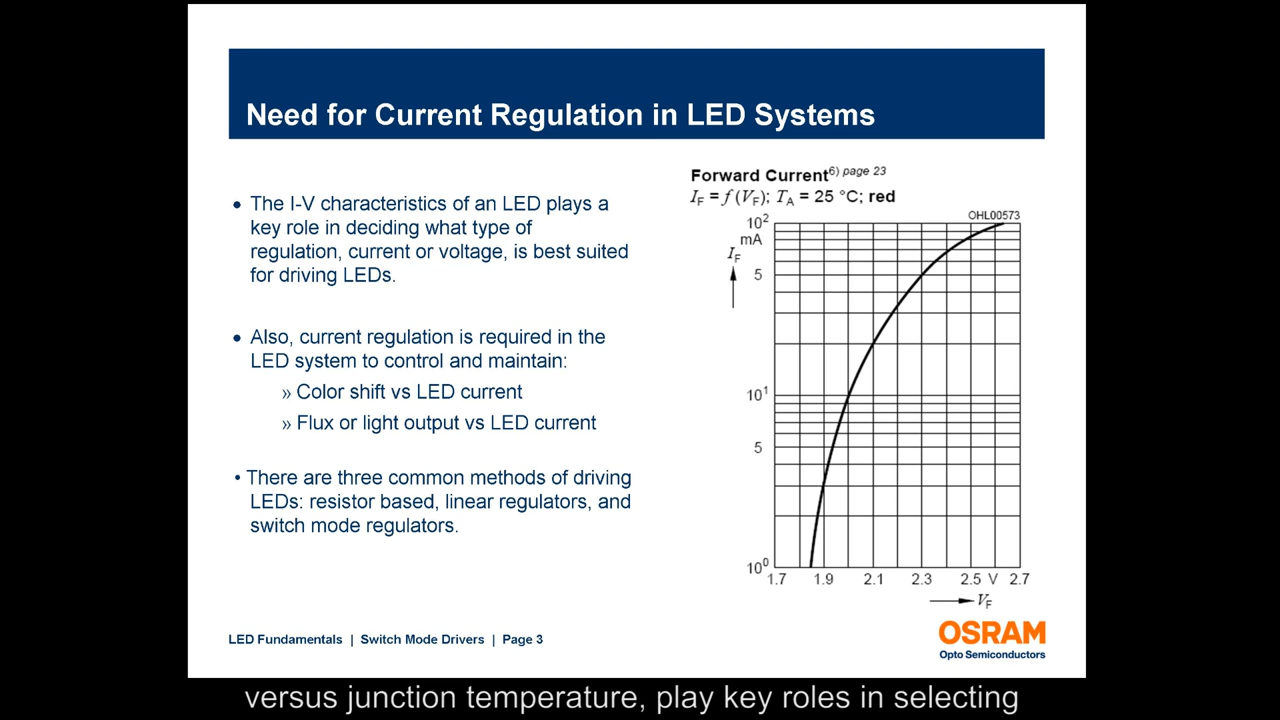 Need for Current Regulation in LED Systems
• The I-V characteristics of an LED plays a
key role in deciding what type of
regulation, current or voltage, is best suited
for driving LEDs.
• Also, current regulation is required in the
LED system to control and maintain:
» Color shift vs LED current
» Flux or light output vs LED current
• There are three common methods of driving
LEDs: resistor based, linear regulators, and
switch mode regulators.
Forward Current⁶⁾ page 23
I_F = f (V_F); T_A = 25 °C; red
OHL00573
10²
mA
I_F
5
10¹
5
10⁰
1.7 1.9 2.1 2.3 2.5 V 2.7
V_F
LED Fundamentals | Switch Mode Drivers | Page 3
OSRAM
Opto Semiconductors
versus junction temperature, play key roles in selecting